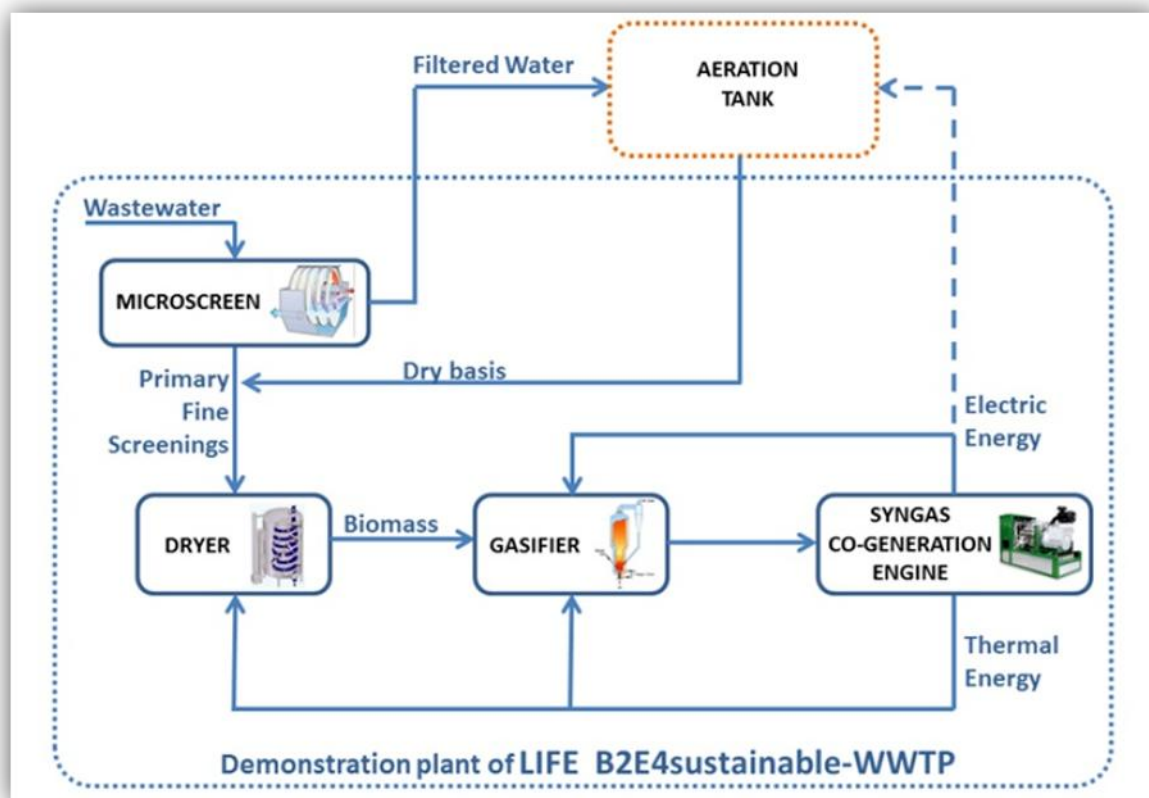 Filtered Water
AERATION
TANK
Wastewater
MICROSCREEN
Primary
Fine
Screenings
Dry basis
Electric
Energy
DRYER
Biomass
GASIFIER
SYNGAS
CO-GENERATION
ENGINE
Thermal
Energy
Demonstration plant of LIFE B2E4sustainable-WWTP